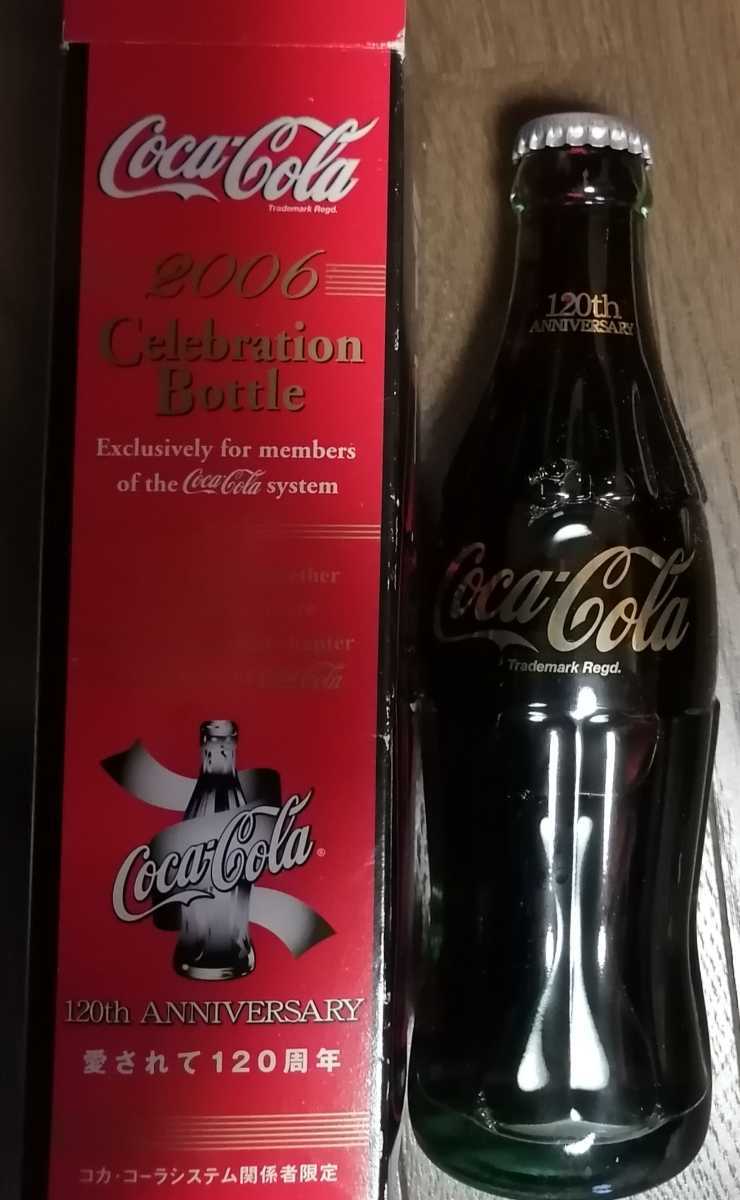 Coca-Cola
Trademark Regd.
2006
Celebration
Bottle
Exclusively for members
of the Coca-Cola system
Coca-Cola
Coca-Cola®
120th ANNIVERSARY
愛されて120周年
コカ・コーラシステム関係者限定
120th
ANNIVERSARY
Coca-Cola
Trademark Regd.